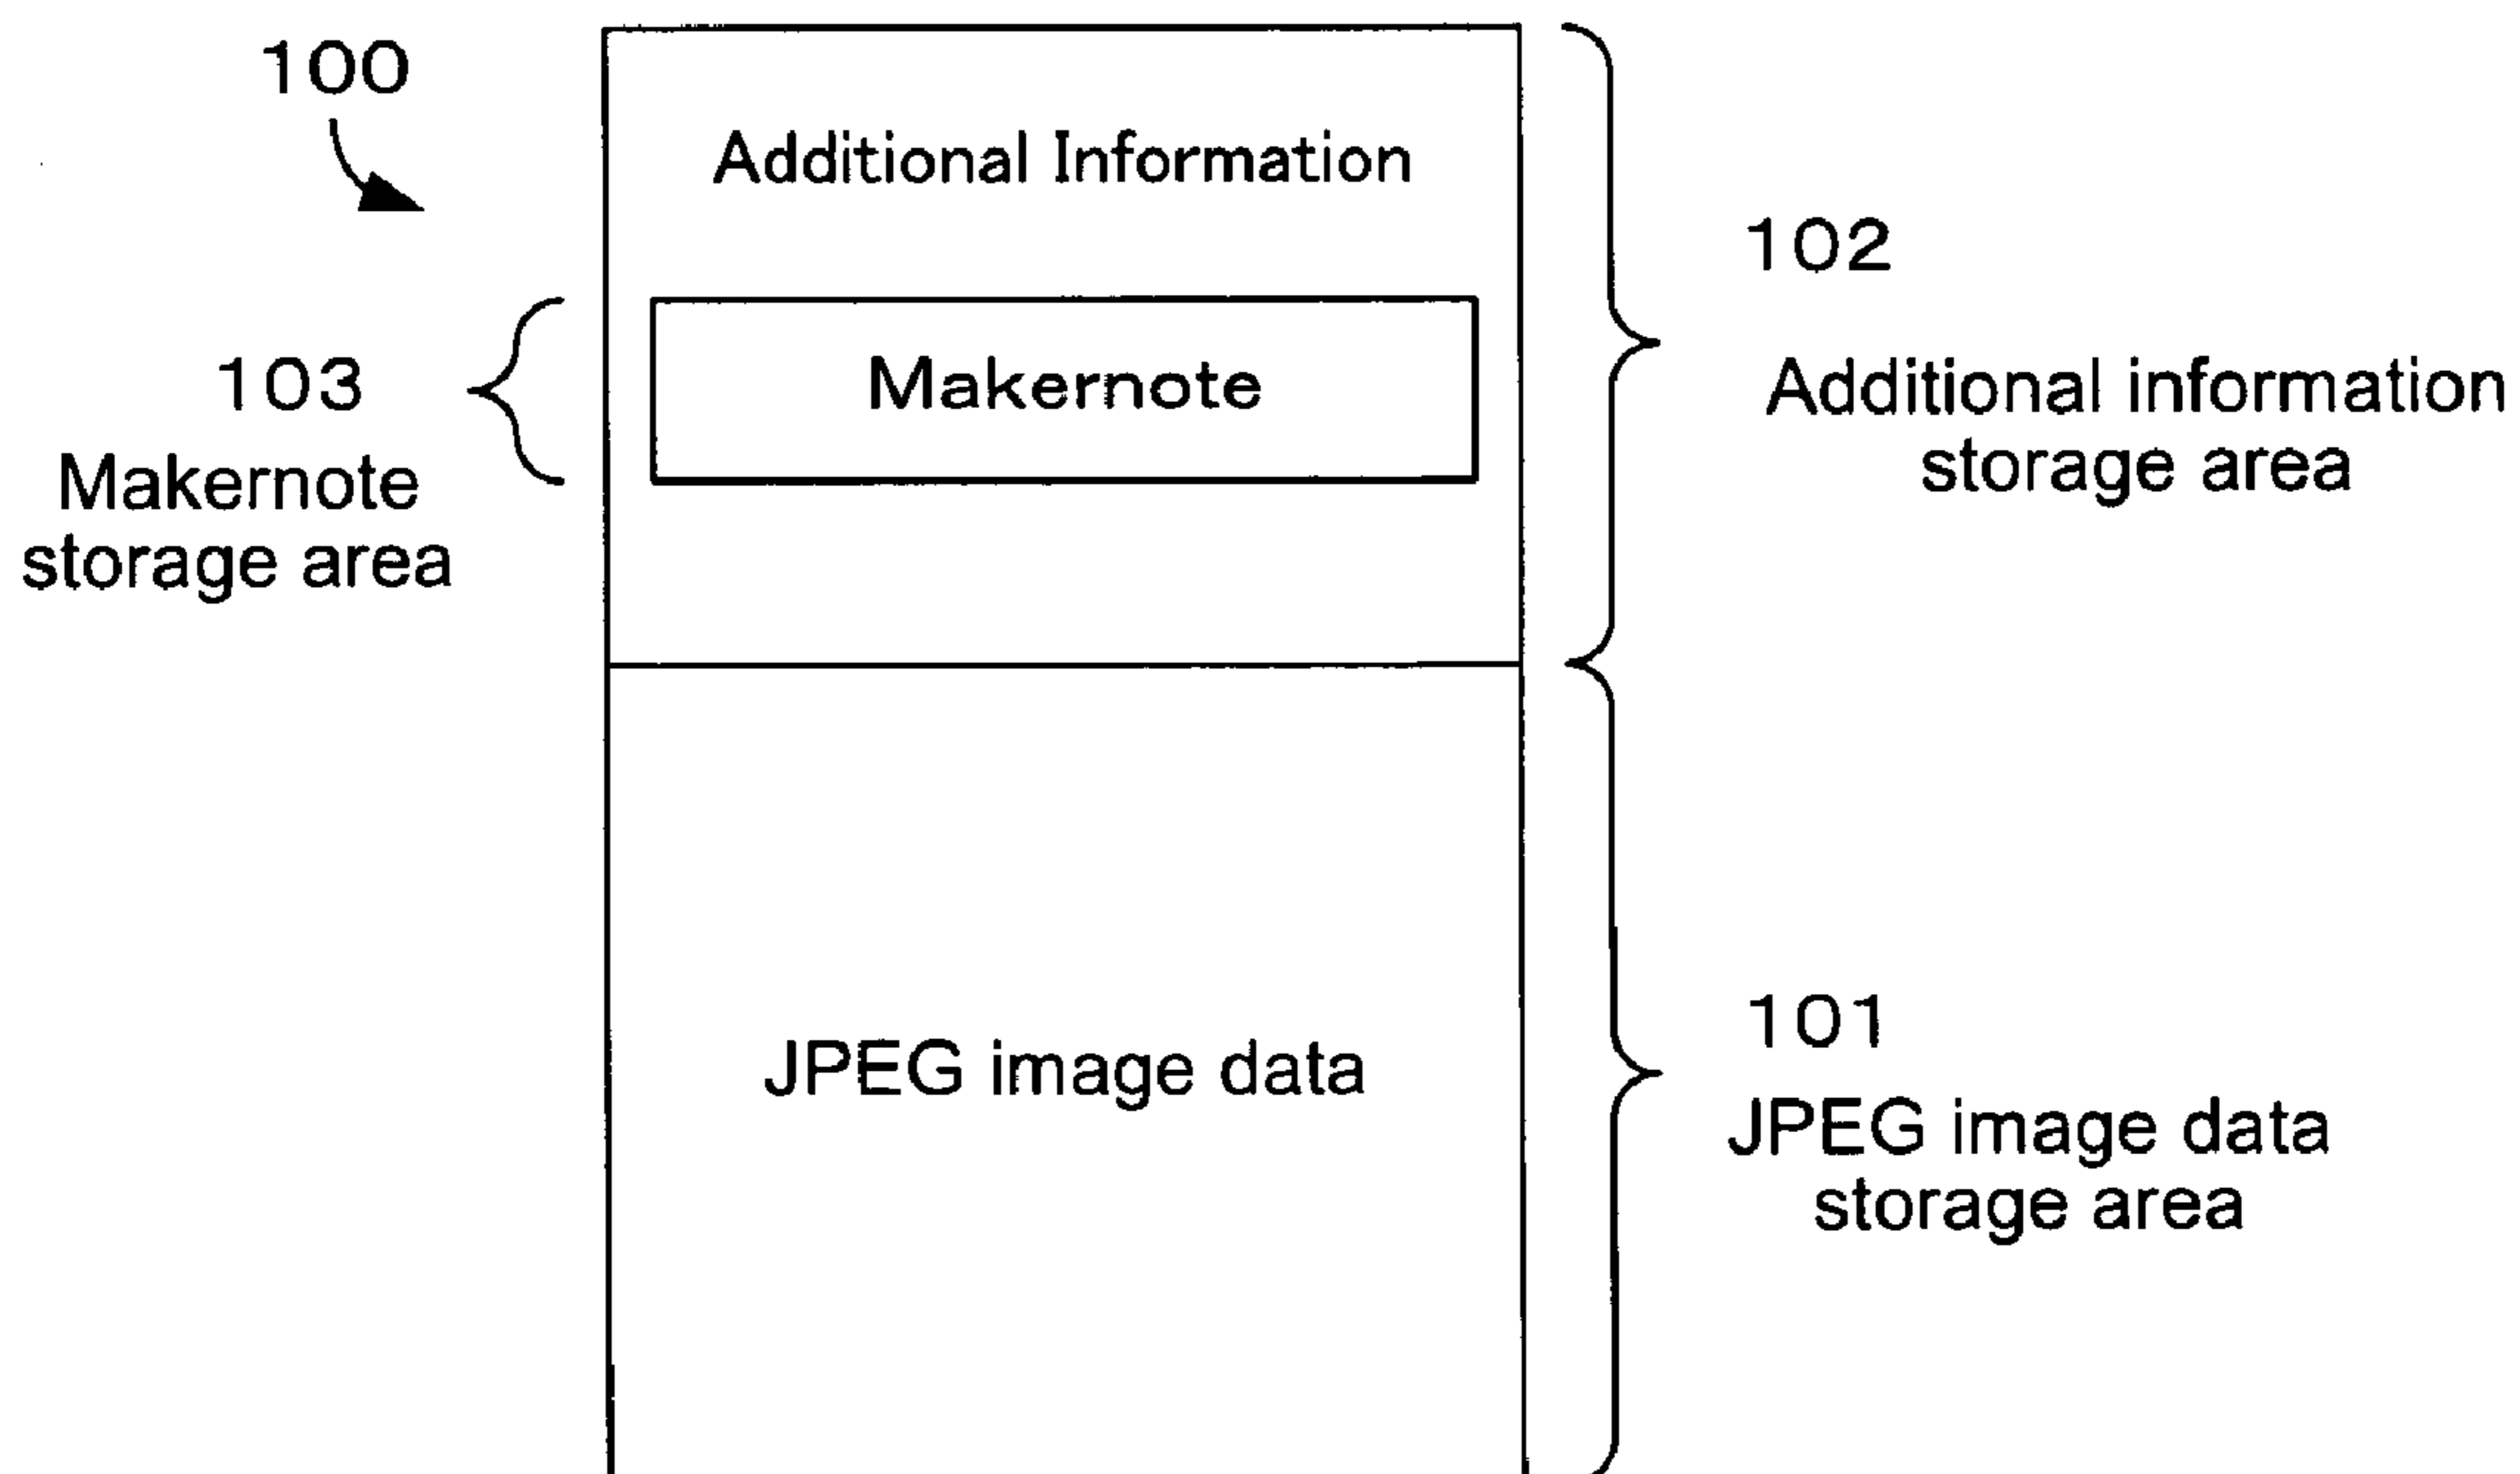 100
Additional Information
102
Makernote
103
Makernote
storage area
Additional information
storage area
JPEG image data
101
JPEG image data
storage area